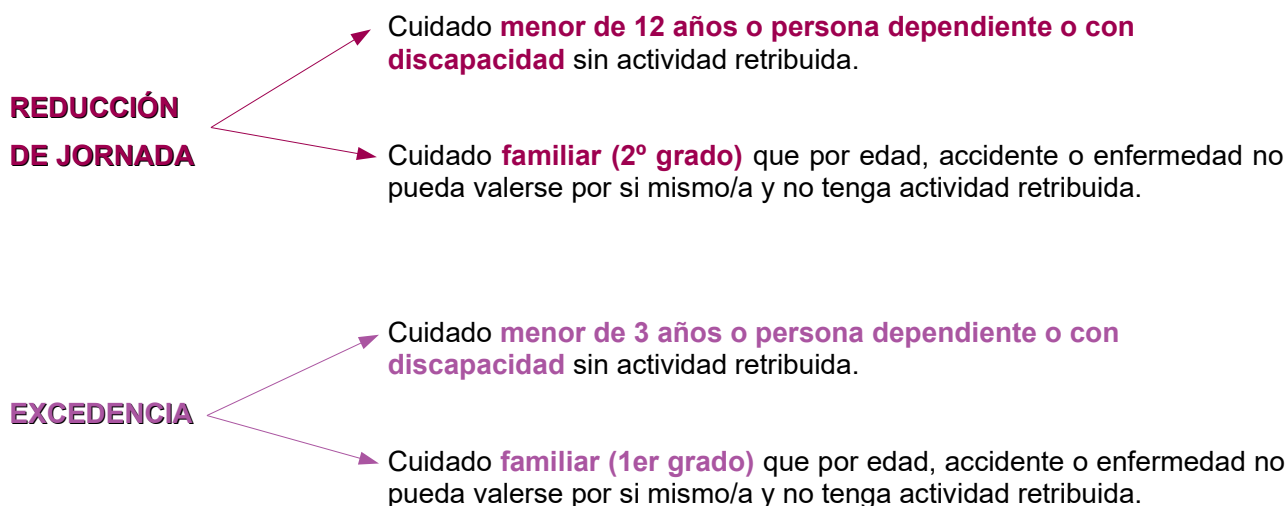 Cuidado menor de 12 años o persona dependiente o con
discapacidad sin actividad retribuida.
REDUCCIÓN
DE JORNADA
Cuidado familiar (2º grado) que por edad, accidente o enfermedad no
pueda valerse por si mismo/a y no tenga actividad retribuida.
Cuidado menor de 3 años o persona dependiente o con
discapacidad sin actividad retribuida.
EXCEDENCIA
Cuidado familiar (1er grado) que por edad, accidente o enfermedad no
pueda valerse por si mismo/a y no tenga actividad retribuida.